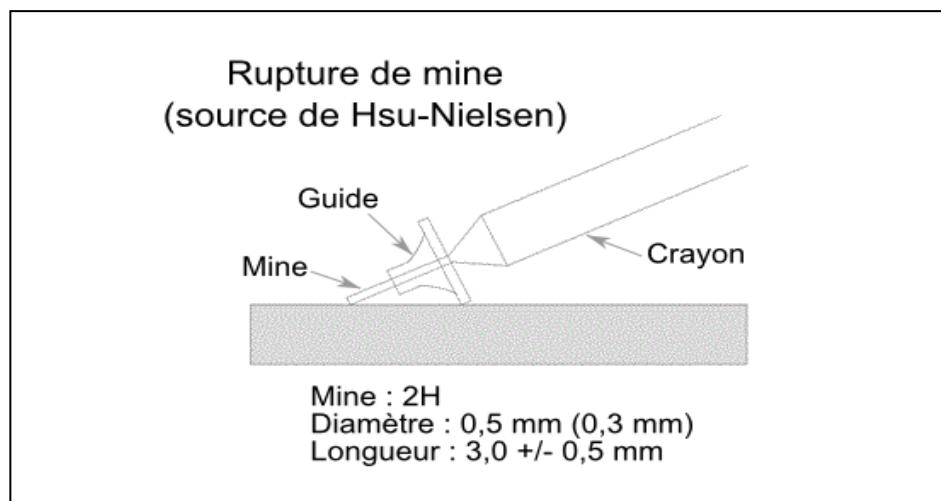 Rupture de mine
(source de Hsu-Nielsen)
Guide
Mine
Crayon
Mine : 2H
Diamètre : 0,5 mm (0,3 mm)
Longueur : 3,0 +/- 0,5 mm